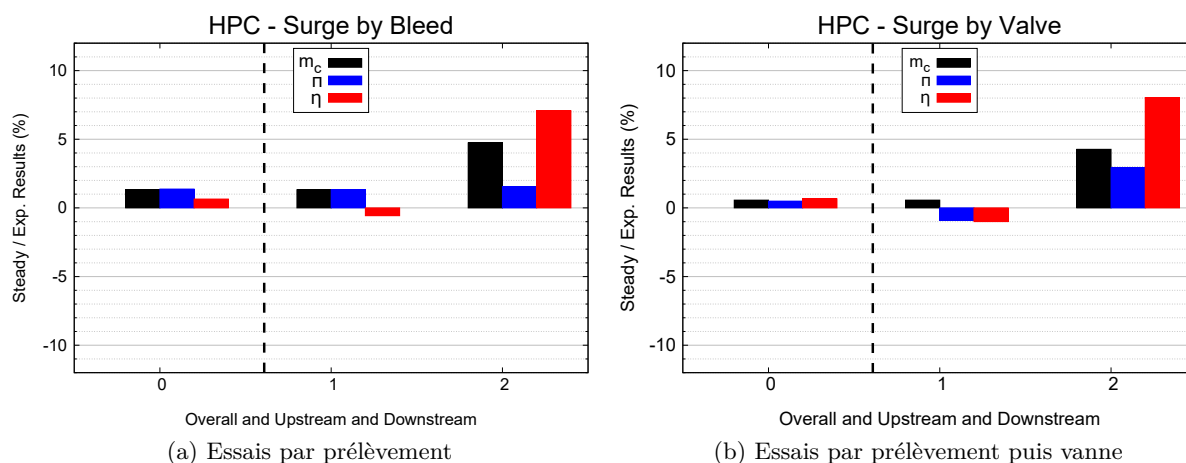 HPC - Surge by Bleed
m_c
Π
η
10
5
0
-5
-10
Steady / Exp. Results (%)
0
1
2
Overall and Upstream and Downstream
(a) Essais par prélèvement
HPC - Surge by Valve
m_c
Π
η
10
5
0
-5
-10
Steady / Exp. Results (%)
0
1
2
Overall and Upstream and Downstream
(b) Essais par prélèvement puis vanne